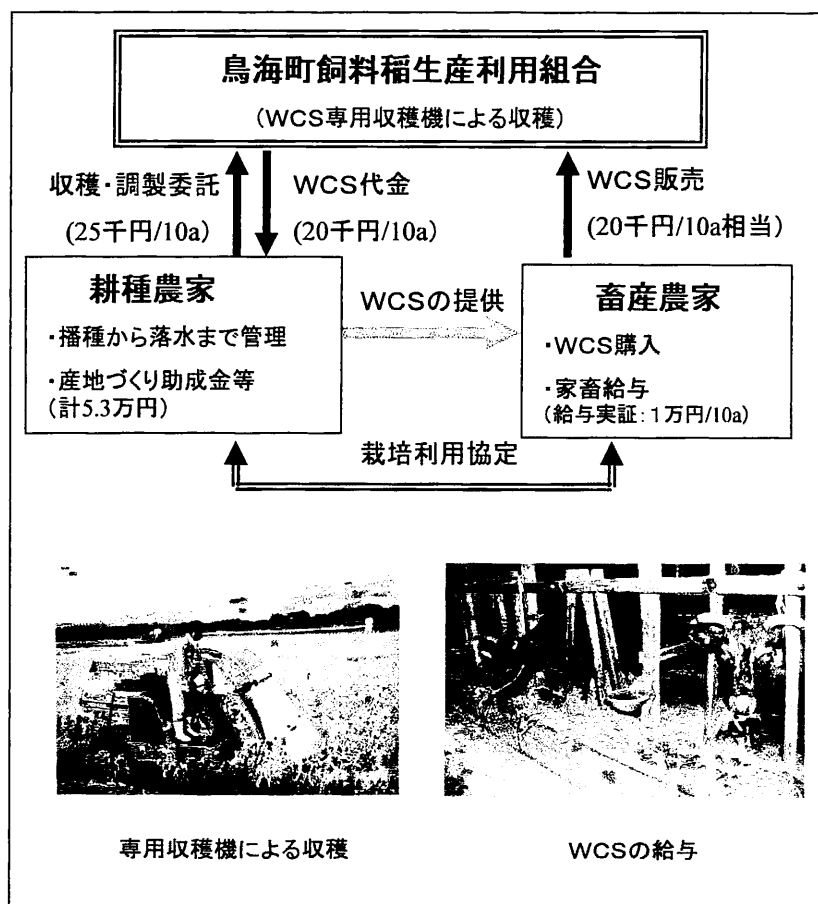 鳥海町飼料稲生産利用組合
(WCS専用収穫機による収穫)
収穫・調製委託
(25千円/10a)
WCS代金
(20千円/10a)
WCS販売
(20千円/10a相当)
耕種農家
・播種から落水まで管理
・産地づくり助成金等
(計5.3万円)
WCSの提供
畜産農家
・WCS購入
・家畜給与
(給与実証:1万円/10a)
栽培利用協定
専用収穫機による収穫
WCSの給与